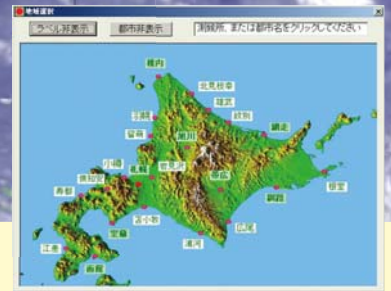 地域選択
ラベル非表示 都市非表示 測候所、または都市名をクリックしてください
稚内
北見枝幸
雄武
羽幌
紋別
留萌
旭川
網走
小樽
岩見沢
倶知安
札幌
帯広
根室
寿都
釧路
苫小牧
室蘭
広尾
浦河
江差
函館